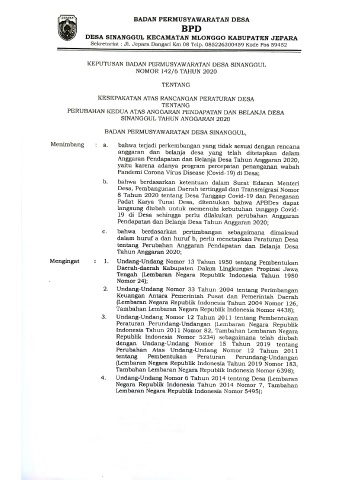 BADAN PERMUSYAWARATAN DESA
BPD
DESA SINANGGUL KECAMATAN MLONGGO KABUPATEN JEPARA
Sekretariat : Jl. Jepara Bangsri Km 08 Telp. 085226300489 Kode Pos 59452
KEPUTUSAN BADAN PERMUSYAWARATAN DESA SINANGGUL
NOMOR 142/6 TAHUN 2020
TENTANG
KESEPAKATAN ATAS RANCANGAN PERATURAN DESA
TENTANG
PERUBAHAN KEDUA ATAS ANGGARAN PENDAPATAN DAN BELANJA DESA
SINANGGUL TAHUN ANGGARAN 2020
BADAN PERMUSYAWARATAN DESA SINANGGUL,
Menimbang : a. bahwa terjadi perkembangan yang tidak sesuai dengan rencana
anggaran dan belanja desa yang telah ditetapkan dalam
Anggaran Pendapatan dan Belanja Desa Tahun Anggaran 2020,
yaitu karena adanya program percepatan penanganan wabah
Pandemi Corona Virus Disease (Covid-19) di Desa;
b. bahwa berdasarkan ketentuan dalam Surat Edaran Menteri
Desa, Pembangunan Daerah tertinggal dan Transmigrasi Nomor
8 Tahun 2020 tentang Desa Tanggap Covid-19 dan Penegasan
Padat Karya Tunai Desa, ditentukan bahwa APBDes dapat
langsung diubah untuk memenuhi kebutuhan tanggap Covid-
19 di Desa sehingga perlu dilakukan perubahan Anggaran
Pendapatan dan Belanja Desa Tahun Anggaran 2020;
c. bahwa berdasarkan pertimbangan sebagaimana dimaksud
dalam huruf a dan huruf b, perlu menetapkan Peraturan Desa
tentang Perubahan Anggaran Pendapatan dan Belanja Desa
Tahun Anggaran 2020;
Mengingat : 1. Undang-Undang Nomor 13 Tahun 1950 tentang Pembentukan
Daerah-daerah Kabupaten Dalam Lingkungan Propinsi Jawa
Tengah (Lembaran Negara Republik Indonesia Tahun 1950
Nomor 24);
2. Undang-Undang Nomor 33 Tahun 2004 tentang Perimbangan
Keuangan Antara Pemerintah Pusat dan Pemerintah Daerah
(Lembaran Negara Republik Indonesia Tahun 2004 Nomor 126,
Tambahan Lembaran Negara Republik Indonesia Nomor 4438);
3. Undang-Undang Nomor 12 Tahun 2011 tentang Pembentukan
Peraturan Perundang-Undangan (Lembaran Negara Republik
Indonesia Tahun 2011 Nomor 82, Tambahan Lembaran Negara
Republik Indonesia Nomor 5234) sebagaimana telah diubah
dengan Undang-Undang Nomor 15 Tahun 2019 tentang
Perubahan Atas Undang-Undang Nomor 12 Tahun 2011
tentang Pembentukan Peraturan Perundang-Undangan
(Lembaran Negara Republik Indonesia Tahun 2019 Nomor 183,
Tambahan Lembaran Negara Republik Indonesia Nomor 6398);
4. Undang-Undang Nomor 6 Tahun 2014 tentang Desa (Lembaran
Negara Republik Indonesia Tahun 2014 Nomor 7, Tambahan
Lembaran Negara Republik Indonesia Nomor 5495);